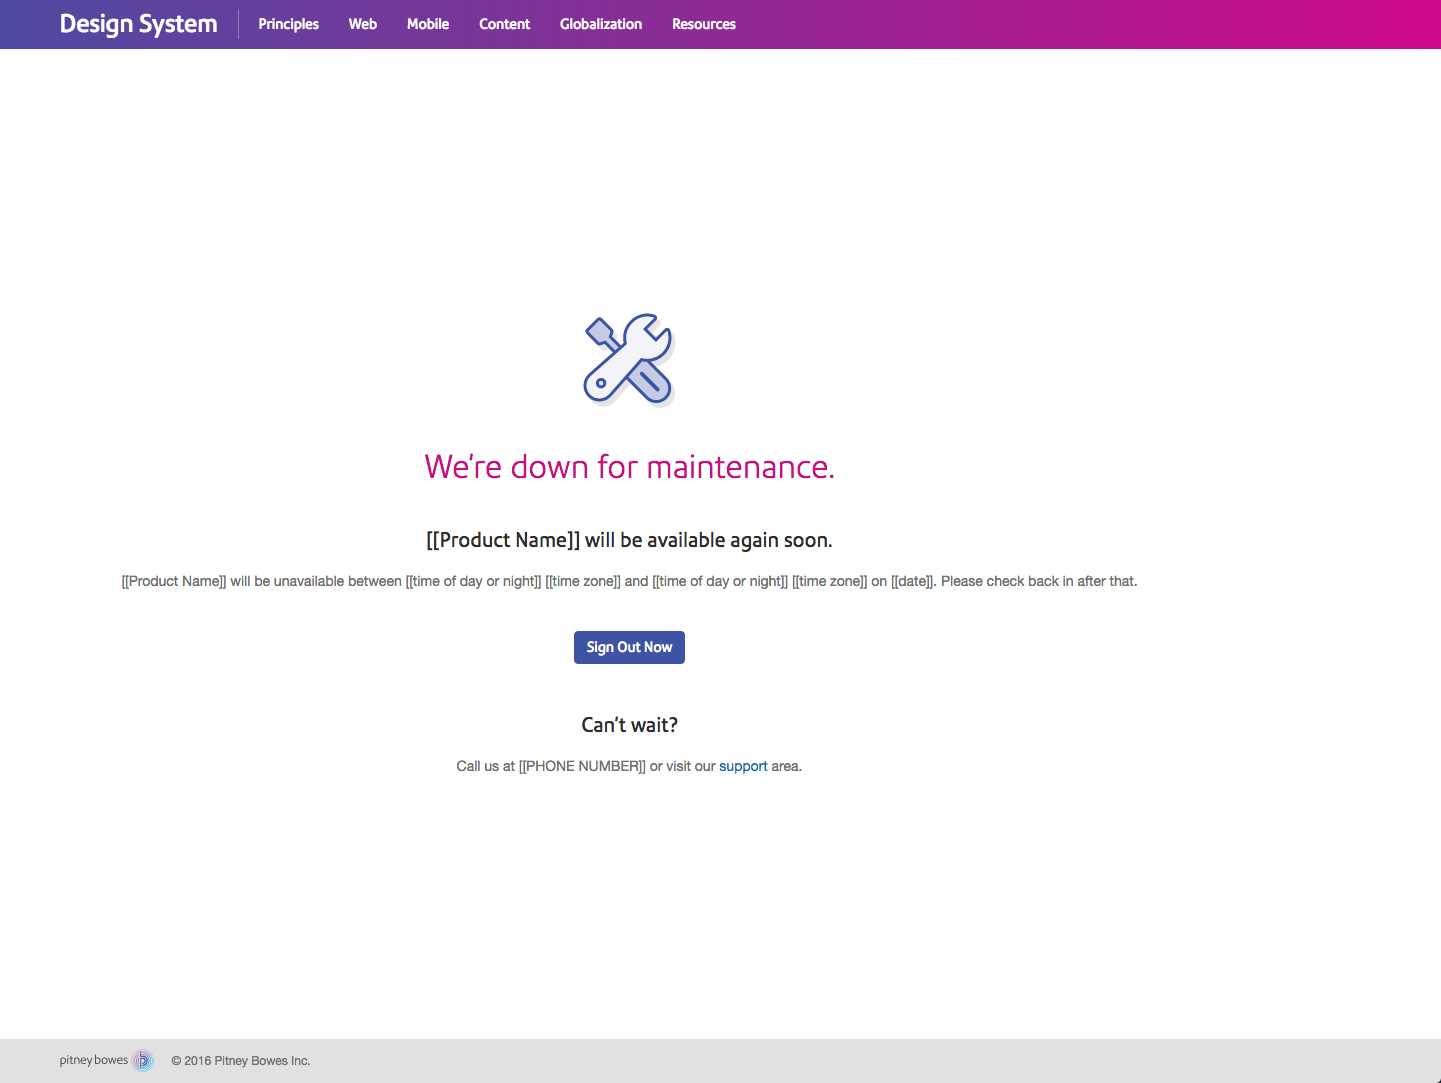 Design System
Principles
Web
Mobile
Content
Globalization
Resources
We're down for maintenance.
[[Product Name]] will be available again soon.
[[Product Name]] will be unavailable between [[time of day or night]] [[time zone]] and [[time of day or night]] [[time zone]] on [[date]]. Please check back in after that.
Sign Out Now
Can't wait?
Call us at [[PHONE NUMBER]] or visit our support area.
pitney bowes
© 2016 Pitney Bowes Inc.